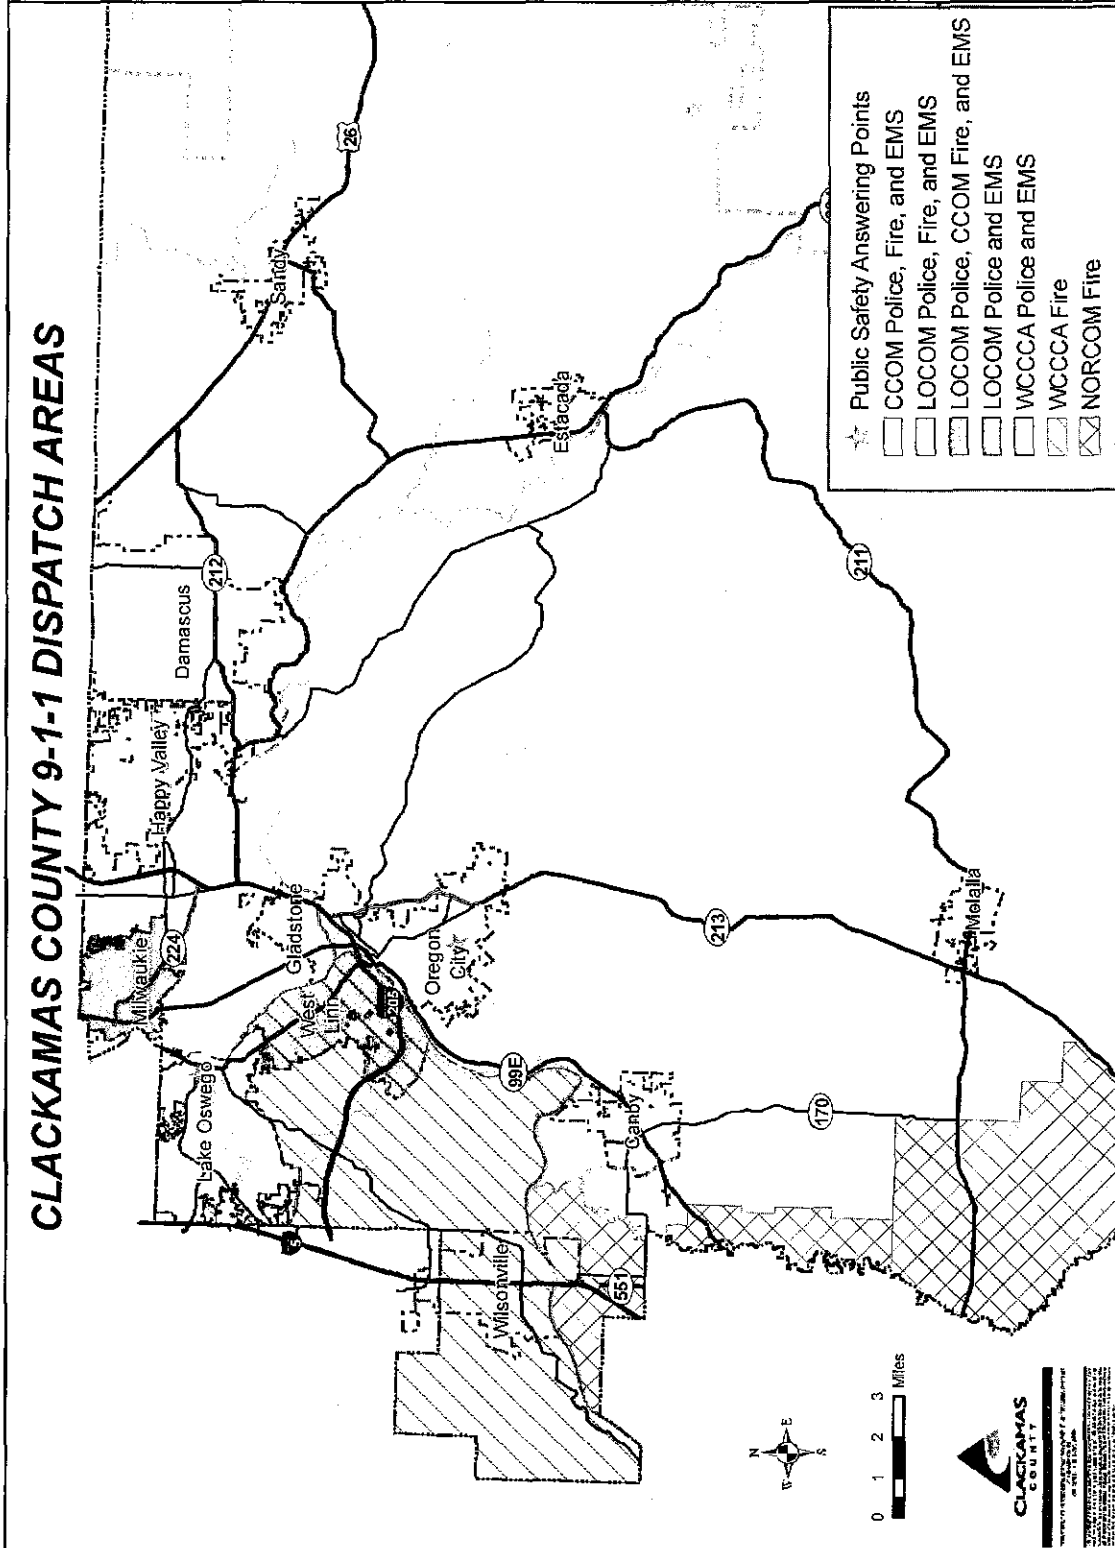 CLACKAMAS COUNTY 9-1-1 DISPATCH AREAS
Milwaukie
Happy Valley
Damascus
224
212
Sandy
26
Lake Oswego
Gladstone
West
Linn
205
Oregon
City
Estacada
Wilsonville
99E
551
Canby
170
213
211
Molalla
N
W
E
S
0 1 2 3
Miles
CLACKAMAS
COUNTY
Public Safety Answering Points
CCOM Police, Fire, and EMS
LOCOM Police, Fire, and EMS
LOCOM Police, CCOM Fire, and EMS
LOCOM Police and EMS
WCCCA Police and EMS
WCCCA Fire
NORCOM Fire